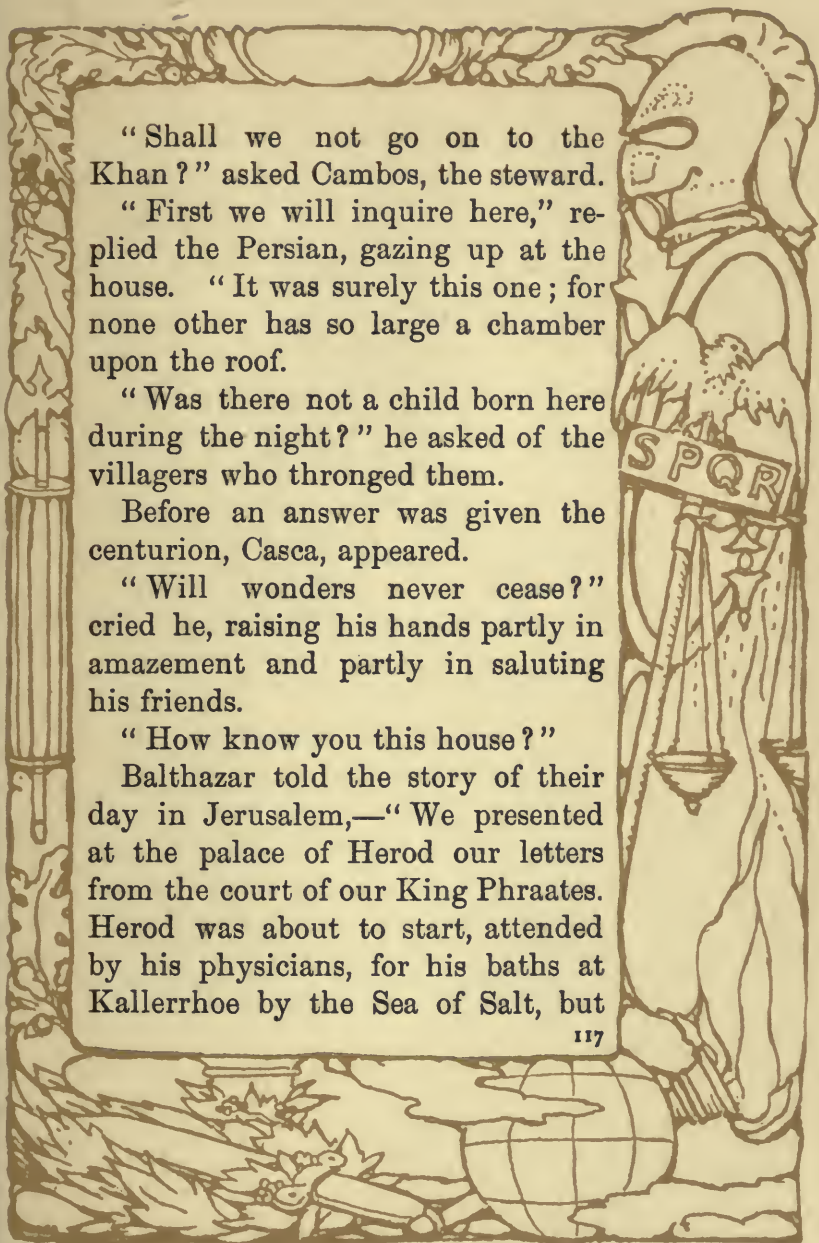 “Shall we not go on to the
Khan?” asked Cambos, the steward.
“First we will inquire here,” re-
plied the Persian, gazing up at the
house. “It was surely this one; for
none other has so large a chamber
upon the roof.
“Was there not a child born here
during the night?” he asked of the
villagers who thronged them.
Before an answer was given the
centurion, Casca, appeared.
“Will wonders never cease?”
cried he, raising his hands partly in
amazement and partly in saluting
his friends.
“How know you this house?”
Balthazar told the story of their
day in Jerusalem,—“We presented
at the palace of Herod our letters
from the court of our King Phraates.
Herod was about to start, attended
by his physicians, for his baths at
Kallerrhoe by the Sea of Salt, but
117
SPQR